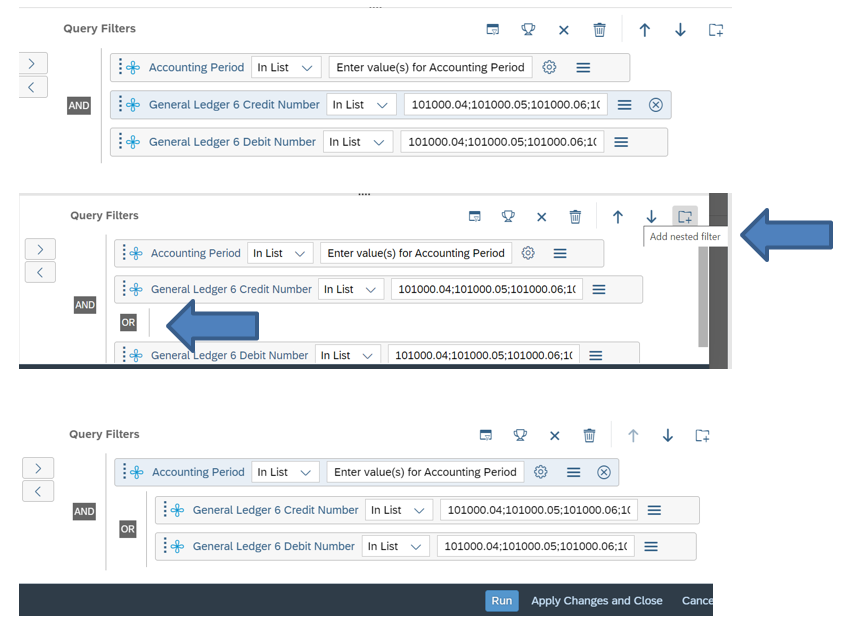 Query Filters
Accounting Period In List Enter value(s) for Accounting Period
AND
General Ledger 6 Credit Number In List 101000.04;101000.05;101000.06;1(
General Ledger 6 Debit Number In List 101000.04;101000.05;101000.06;1(
Query Filters
Add nested filter
Accounting Period In List Enter value(s) for Accounting Period
General Ledger 6 Credit Number In List 101000.04;101000.05;101000.06;1(
AND
OR
General Ledger 6 Debit Number In List 101000.04;101000.05;101000.06;1(
Query Filters
Accounting Period In List Enter value(s) for Accounting Period
AND
General Ledger 6 Credit Number In List 101000.04;101000.05;101000.06;1(
OR
General Ledger 6 Debit Number In List 101000.04;101000.05;101000.06;1(
Run Apply Changes and Close Cance